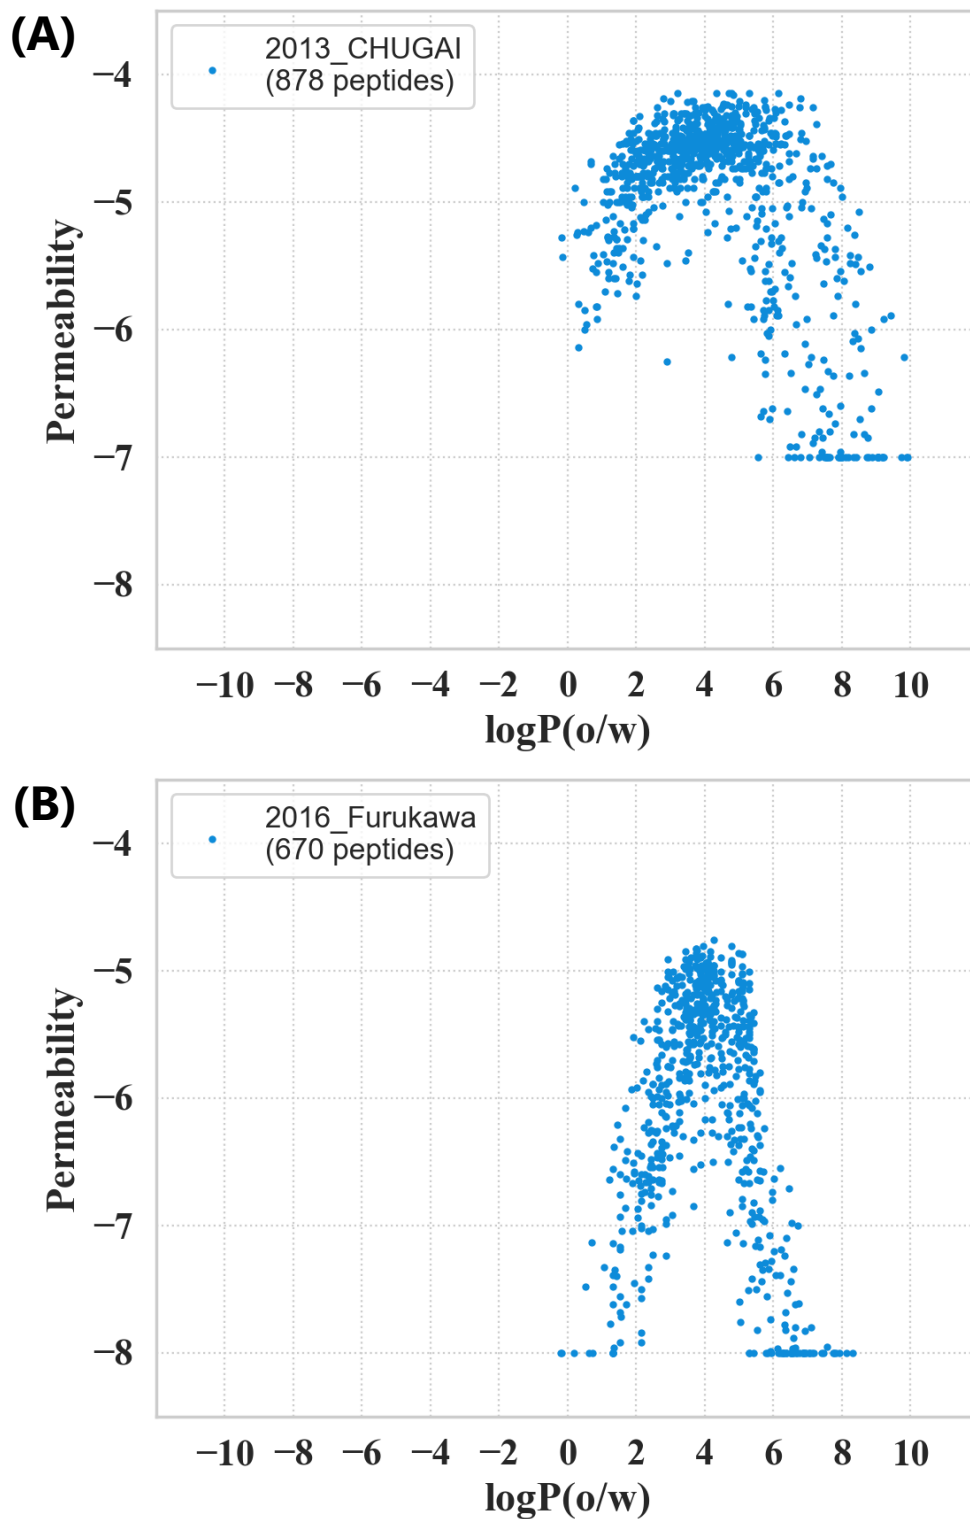 (A)
2013_CHUGAI
(878 peptides)
−4
−5
−6
−7
−8
Permeability
−10 −8 −6 −4 −2 0 2 4 6 8 10
logP(o/w)
(B)
2016_Furukawa
(670 peptides)
−4
−5
−6
−7
−8
Permeability
−10 −8 −6 −4 −2 0 2 4 6 8 10
logP(o/w)